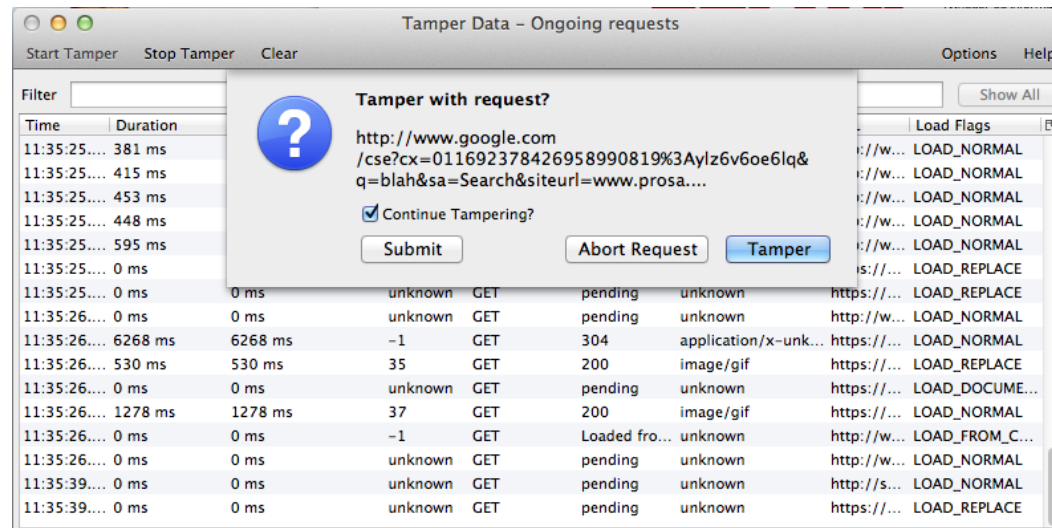 Tamper Data – Ongoing requests
Start Tamper Stop Tamper Clear Options Help
Filter Show All
Tamper with request?
http://www.google.com
/cse?cx=011692378426958990819%3Aylz6v6oe6lq&
q=blah&sa=Search&siteurl=www.prosa....
Continue Tampering?
Submit Abort Request Tamper
Time Duration Load Flags
11:35:25.... 381 ms ://w... LOAD_NORMAL
11:35:25.... 415 ms ://w... LOAD_NORMAL
11:35:25.... 453 ms ://w... LOAD_NORMAL
11:35:25.... 448 ms ://w... LOAD_NORMAL
11:35:25.... 595 ms ://w... LOAD_NORMAL
11:35:25.... 0 ms s://... LOAD_REPLACE
11:35:25.... 0 ms 0 ms unknown GET pending unknown https://... LOAD_REPLACE
11:35:26.... 0 ms 0 ms unknown GET pending unknown http://w... LOAD_NORMAL
11:35:26.... 6268 ms 6268 ms −1 GET 304 application/x-unk... https://... LOAD_NORMAL
11:35:26.... 530 ms 530 ms 35 GET 200 image/gif https://... LOAD_REPLACE
11:35:26.... 0 ms 0 ms unknown GET pending unknown https://... LOAD_DOCUME...
11:35:26.... 1278 ms 1278 ms 37 GET 200 image/gif https://... LOAD_NORMAL
11:35:26.... 0 ms 0 ms −1 GET Loaded fro... unknown http://w... LOAD_FROM_C...
11:35:26.... 0 ms 0 ms unknown GET pending unknown http://w... LOAD_NORMAL
11:35:39.... 0 ms 0 ms unknown GET pending unknown http://s... LOAD_NORMAL
11:35:39.... 0 ms 0 ms unknown GET pending unknown https://... LOAD_REPLACE